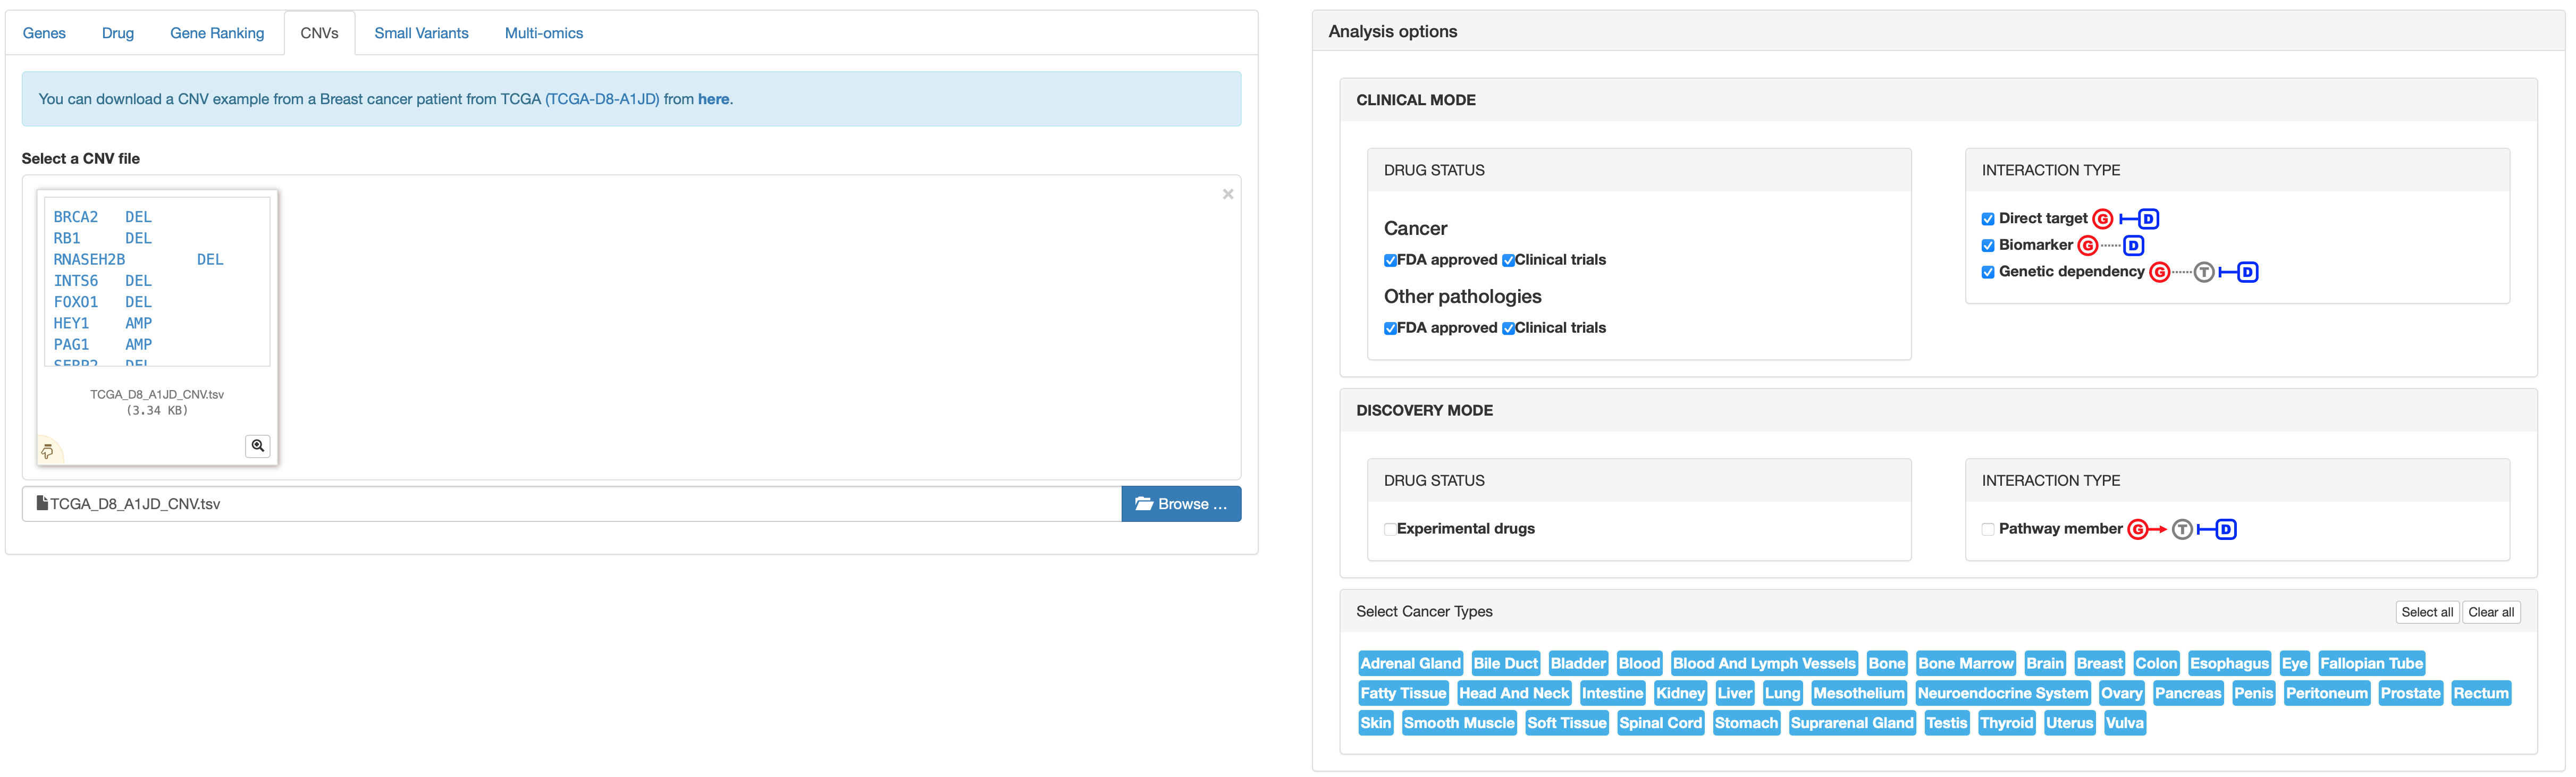 Genes Drug Gene Ranking CNVs Small Variants Multi-omics
You can download a CNV example from a Breast cancer patient from TCGA (TCGA-D8-A1JD) from here.
Select a CNV file
×
BRCA2 DEL
RB1 DEL
RNASEH2B DEL
INTS6 DEL
FOXO1 DEL
HEY1 AMP
PAG1 AMP
DEL
TCGA_D8_A1JD_CNV.tsv
(3.34 KB)
TCGA_D8_A1JD_CNV.tsv
Browse …
Analysis options
CLINICAL MODE
DRUG STATUS
Cancer
FDA approved Clinical trials
Other pathologies
FDA approved Clinical trials
INTERACTION TYPE
Direct target G D
Biomarker G D
Genetic dependency G T D
DISCOVERY MODE
DRUG STATUS
Experimental drugs
INTERACTION TYPE
Pathway member G T D
Select Cancer Types
Select all Clear all
Adrenal Gland Bile Duct Bladder Blood Blood And Lymph Vessels Bone Bone Marrow Brain Breast Colon Esophagus Eye Fallopian Tube
Fatty Tissue Head And Neck Intestine Kidney Liver Lung Mesothelium Neuroendocrine System Ovary Pancreas Penis Peritoneum Prostate Rectum
Skin Smooth Muscle Soft Tissue Spinal Cord Stomach Suprarenal Gland Testis Thyroid Uterus Vulva